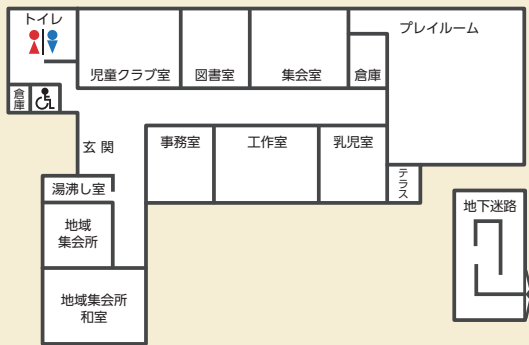 トイレ
プレイルーム
児童クラブ室
図書室
集会室
倉庫
倉庫
玄関
事務室
工作室
乳児室
テラス
湯沸し室
地域
集会所
地下迷路
地域集会所
和室